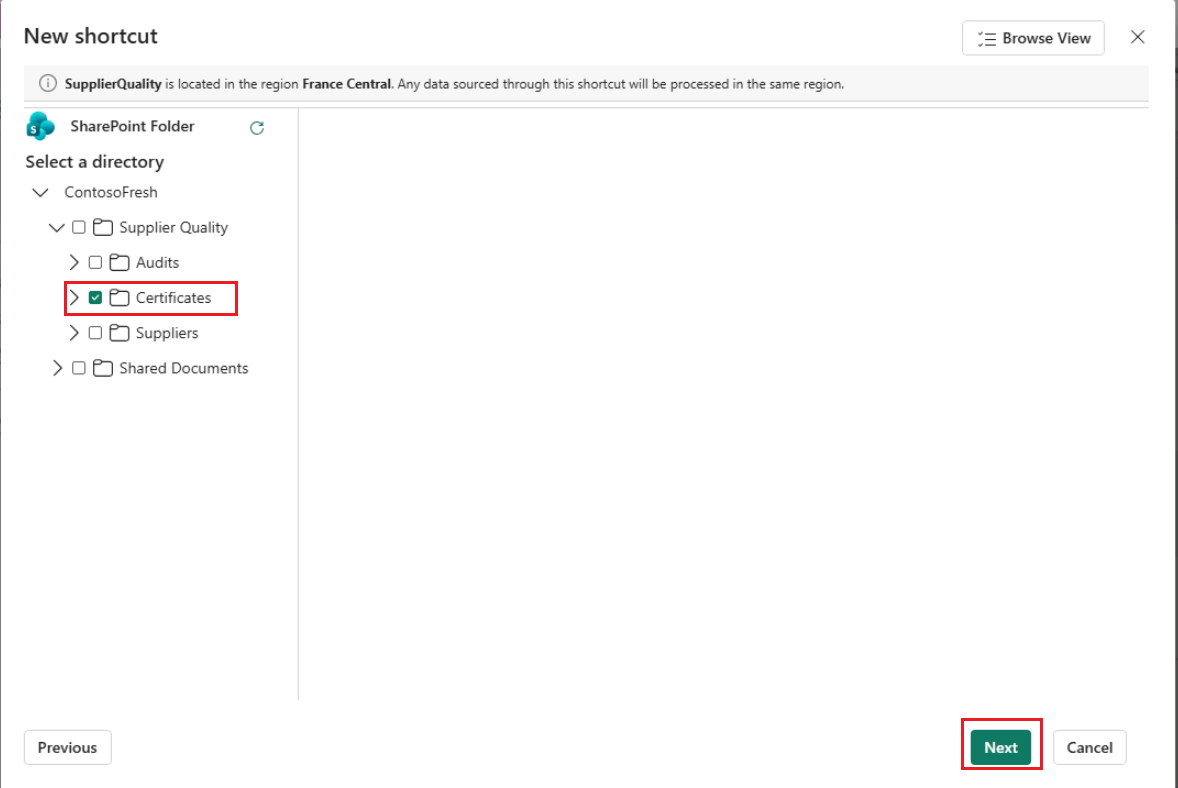 New shortcut
Browse View
SupplierQuality is located in the region France Central. Any data sourced through this shortcut will be processed in the same region.
S SharePoint Folder
Select a directory
ContosoFresh
Supplier Quality
Audits
Certificates
Suppliers
Shared Documents
Previous
Next
Cancel